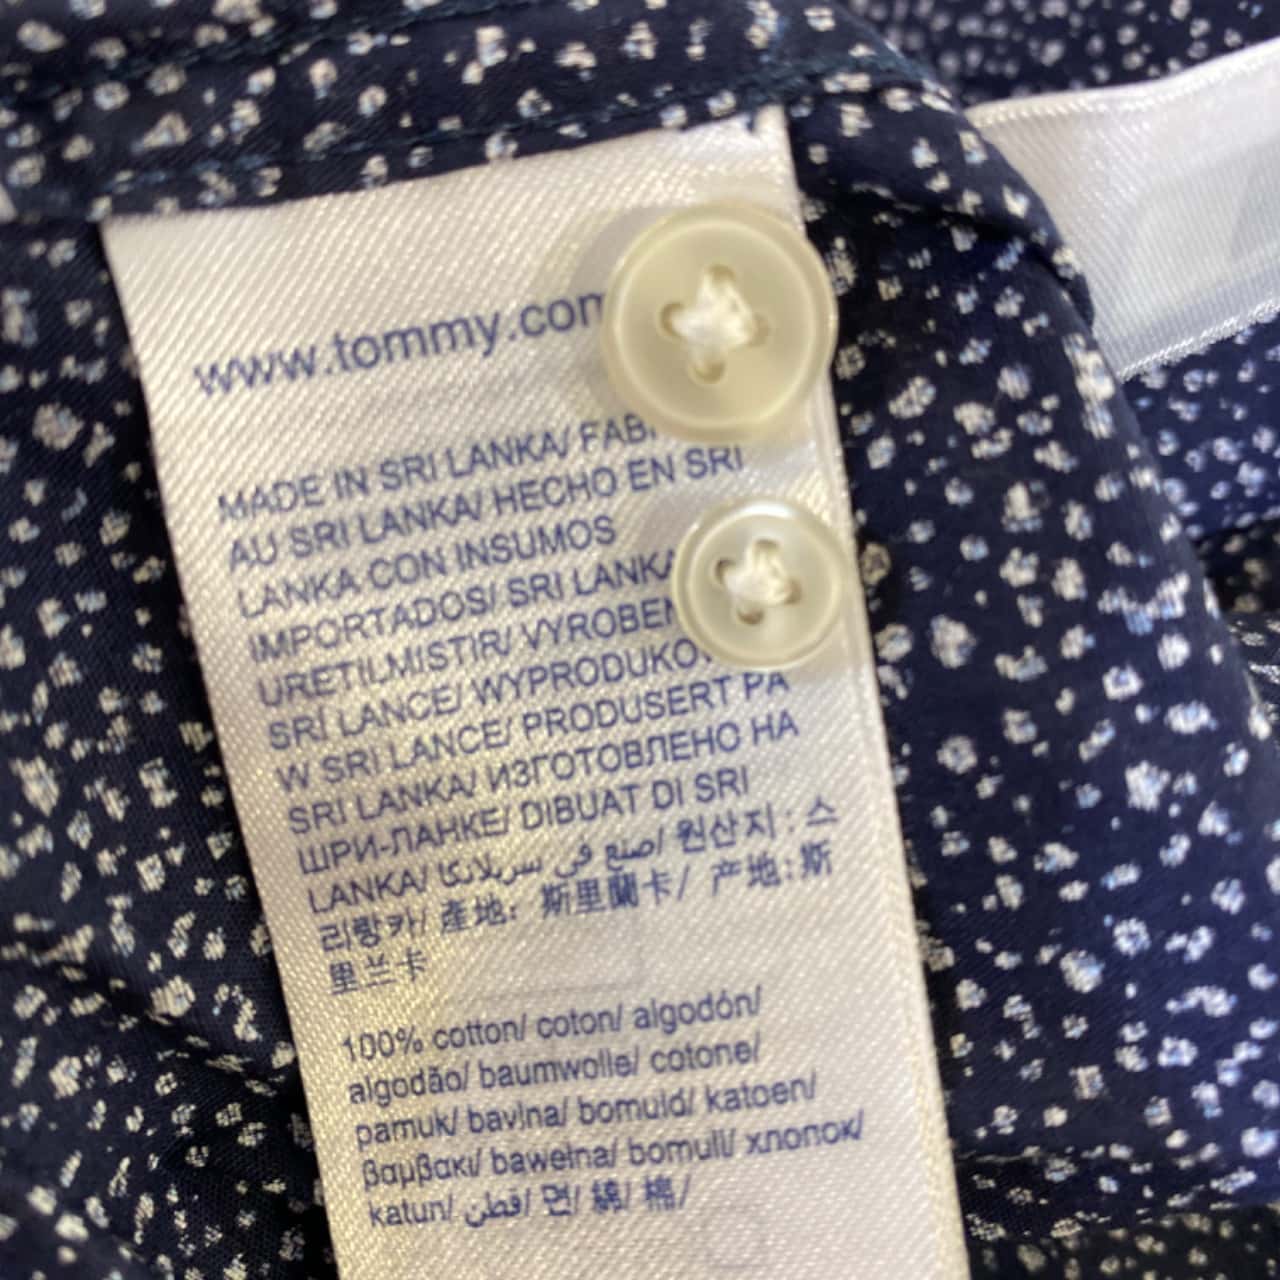 www.tommy.com
MADE IN SRI LANKA/ FABRI
AU SRI LANKA/ HECHO EN SRI
LANKA CON INSUMOS
IMPORTADOS/ SRI LANKA
URETILMISTIR/ VYROBEN
SRÍ LANCE/ WYPRODUKOW
W SRI LANCE/ PRODUSERT PA
SRI LANKA/ ИЗГОТОВЛЕНО НА
ШРИ-ЛАНКЕ/ DIBUAT DI SRI
LANKA/ صنع في سريلانكا/ 원산지 : 스
리랑카/ 產地: 斯里蘭卡/ 产地:斯
里兰卡
100% cotton/ coton/ algodón/
algodão/ baumwolle/ cotone/
pamuk/ bavlna/ bomuld/ katoen/
βαμβακι/ bawełna/ bomull/ хлопок/
katun/ قطن/ 면/ 綿/ 棉/